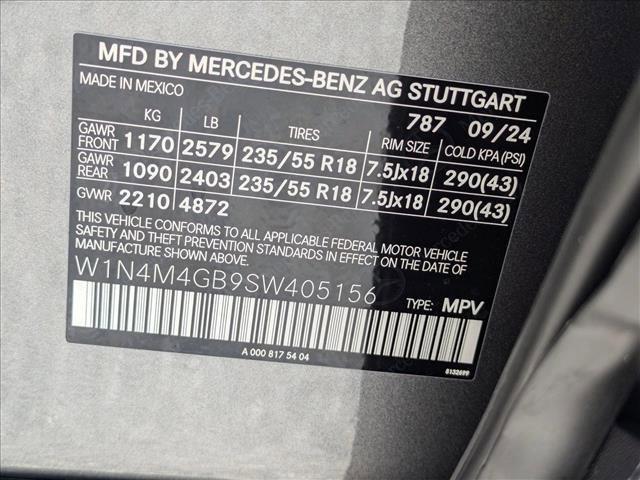 MFD BY MERCEDES-BENZ AG STUTTGART
MADE IN MEXICO 787 09/24
KG LB TIRES RIM SIZE COLD KPA (PSI)
GAWR FRONT 1170 2579 235/55 R18 7.5Jx18 290(43)
GAWR REAR 1090 2403 235/55 R18 7.5Jx18 290(43)
GVWR 2210 4872
THIS VEHICLE CONFORMS TO ALL APPLICABLE FEDERAL MOTOR VEHICLE
SAFETY AND THEFT PREVENTION STANDARDS IN EFFECT ON THE DATE OF
MANUFACTURE SHOWN ABOVE.
W1N4M4GB9SW405156 TYPE: MPV
A 000 817 54 04